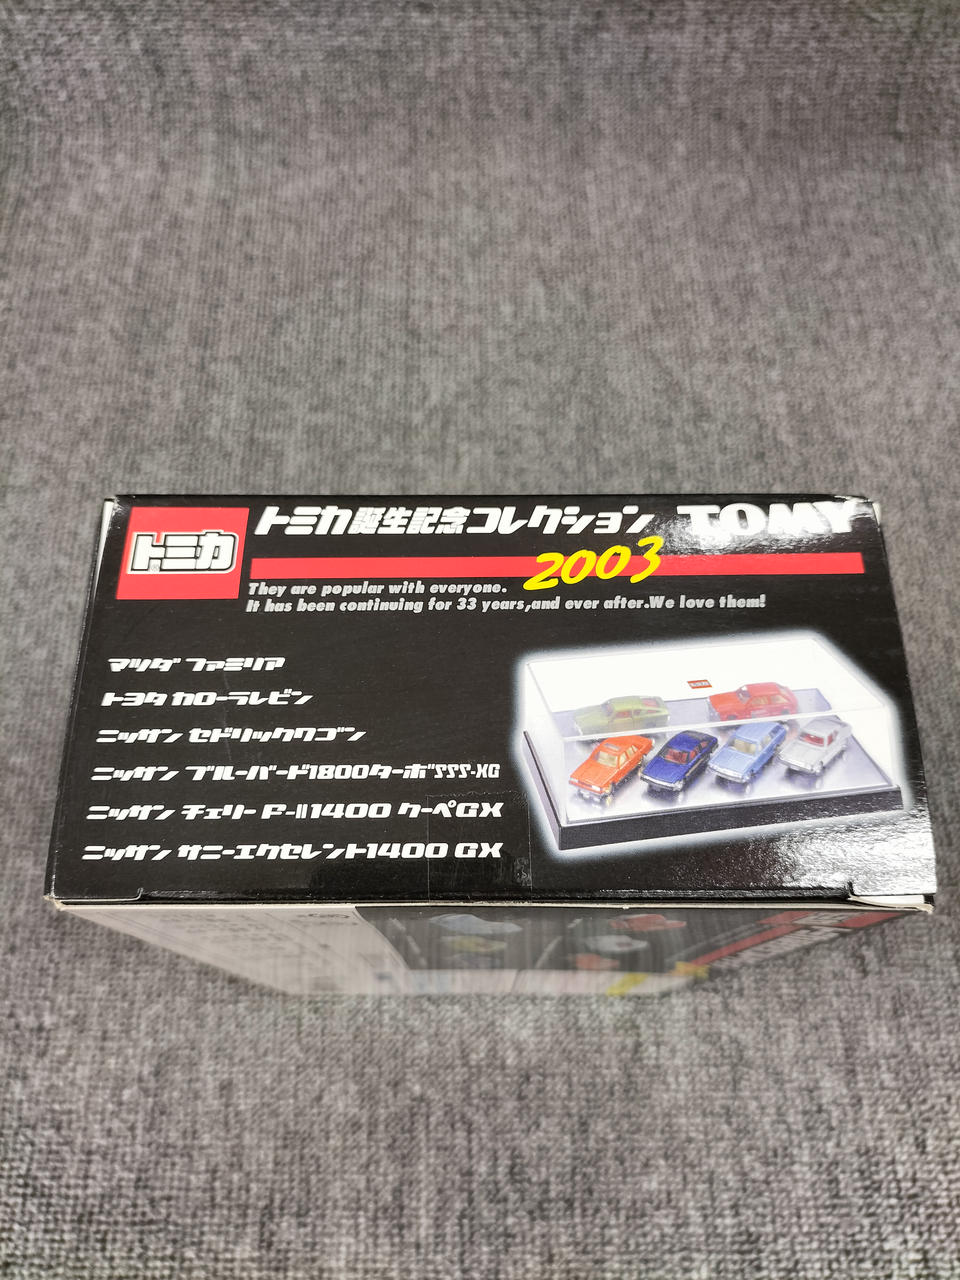 トミカ
トミカ誕生記念コレクション
TOMY
2003
They are popular with everyone.
It has been continuing for 33 years,and ever after.We love them!
マツダ ファミリア
トヨタ カローラレビン
ニッサン セドリックワゴン
ニッサン ブルーバード1800ターボSSS-XG
ニッサン チェリー F-II1400 クーペGX
ニッサン サニーエクセレント1400 GX